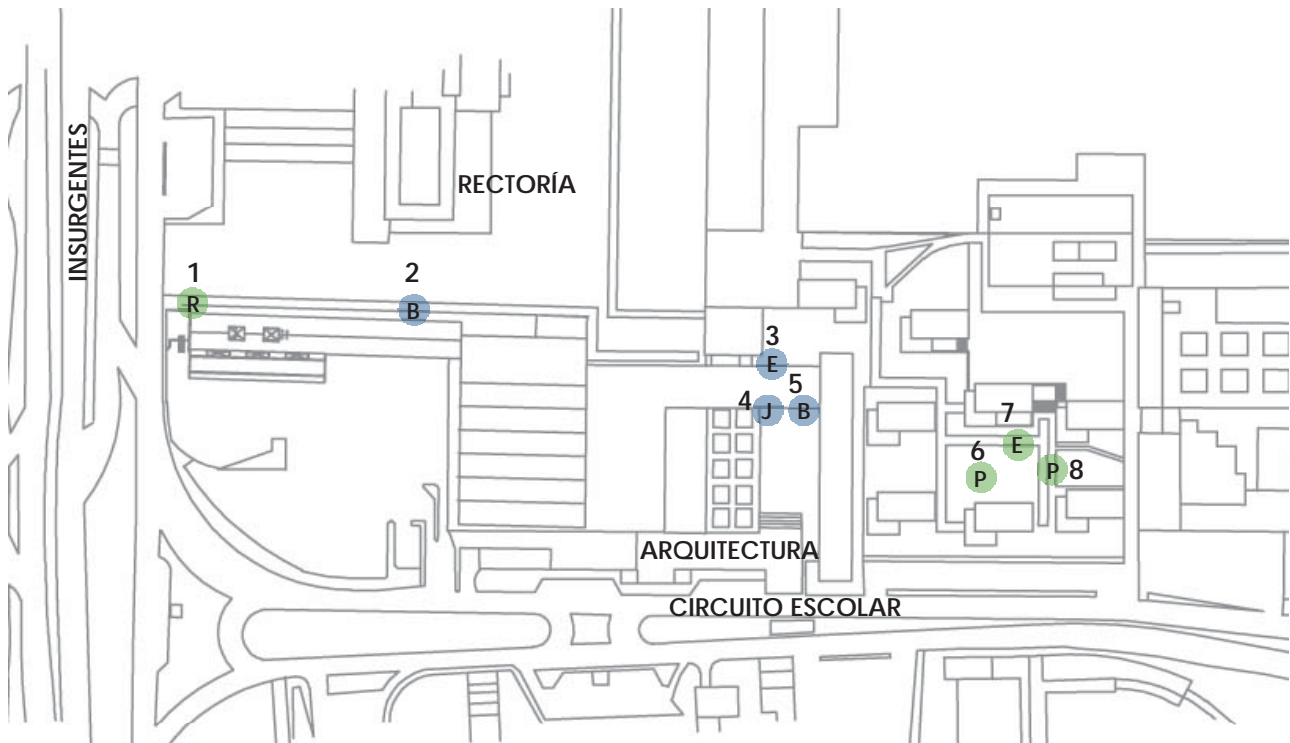 INSURGENTES
RECTORÍA
1
R
2
B
3
E
4
J
5
B
6
P
7
E
P
8
ARQUITECTURA
CIRCUITO ESCOLAR